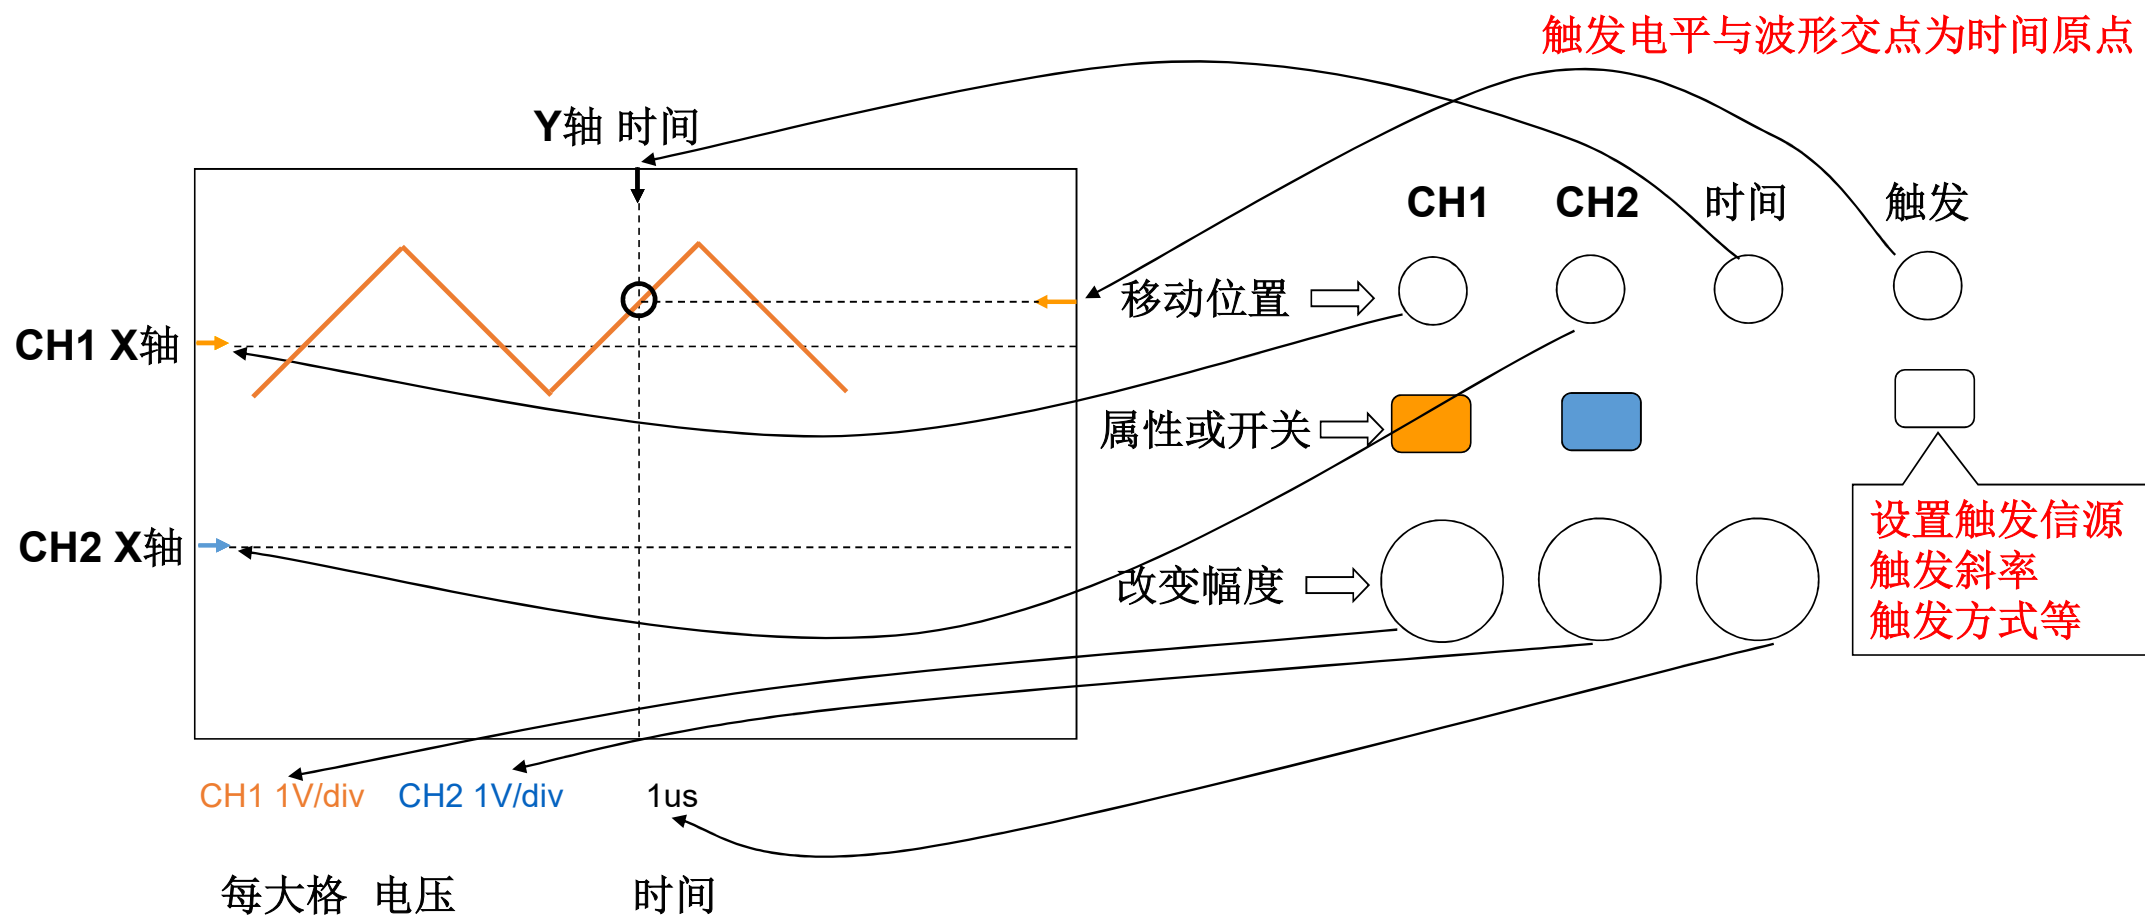 触发电平与波形交点为时间原点
Y轴 时间
CH1 CH2 时间 触发
移动位置
CH1 X轴
属性或开关
CH2 X轴
改变幅度
设置触发信源
触发斜率
触发方式等
CH1 1V/div CH2 1V/div 1us
每大格 电压 时间